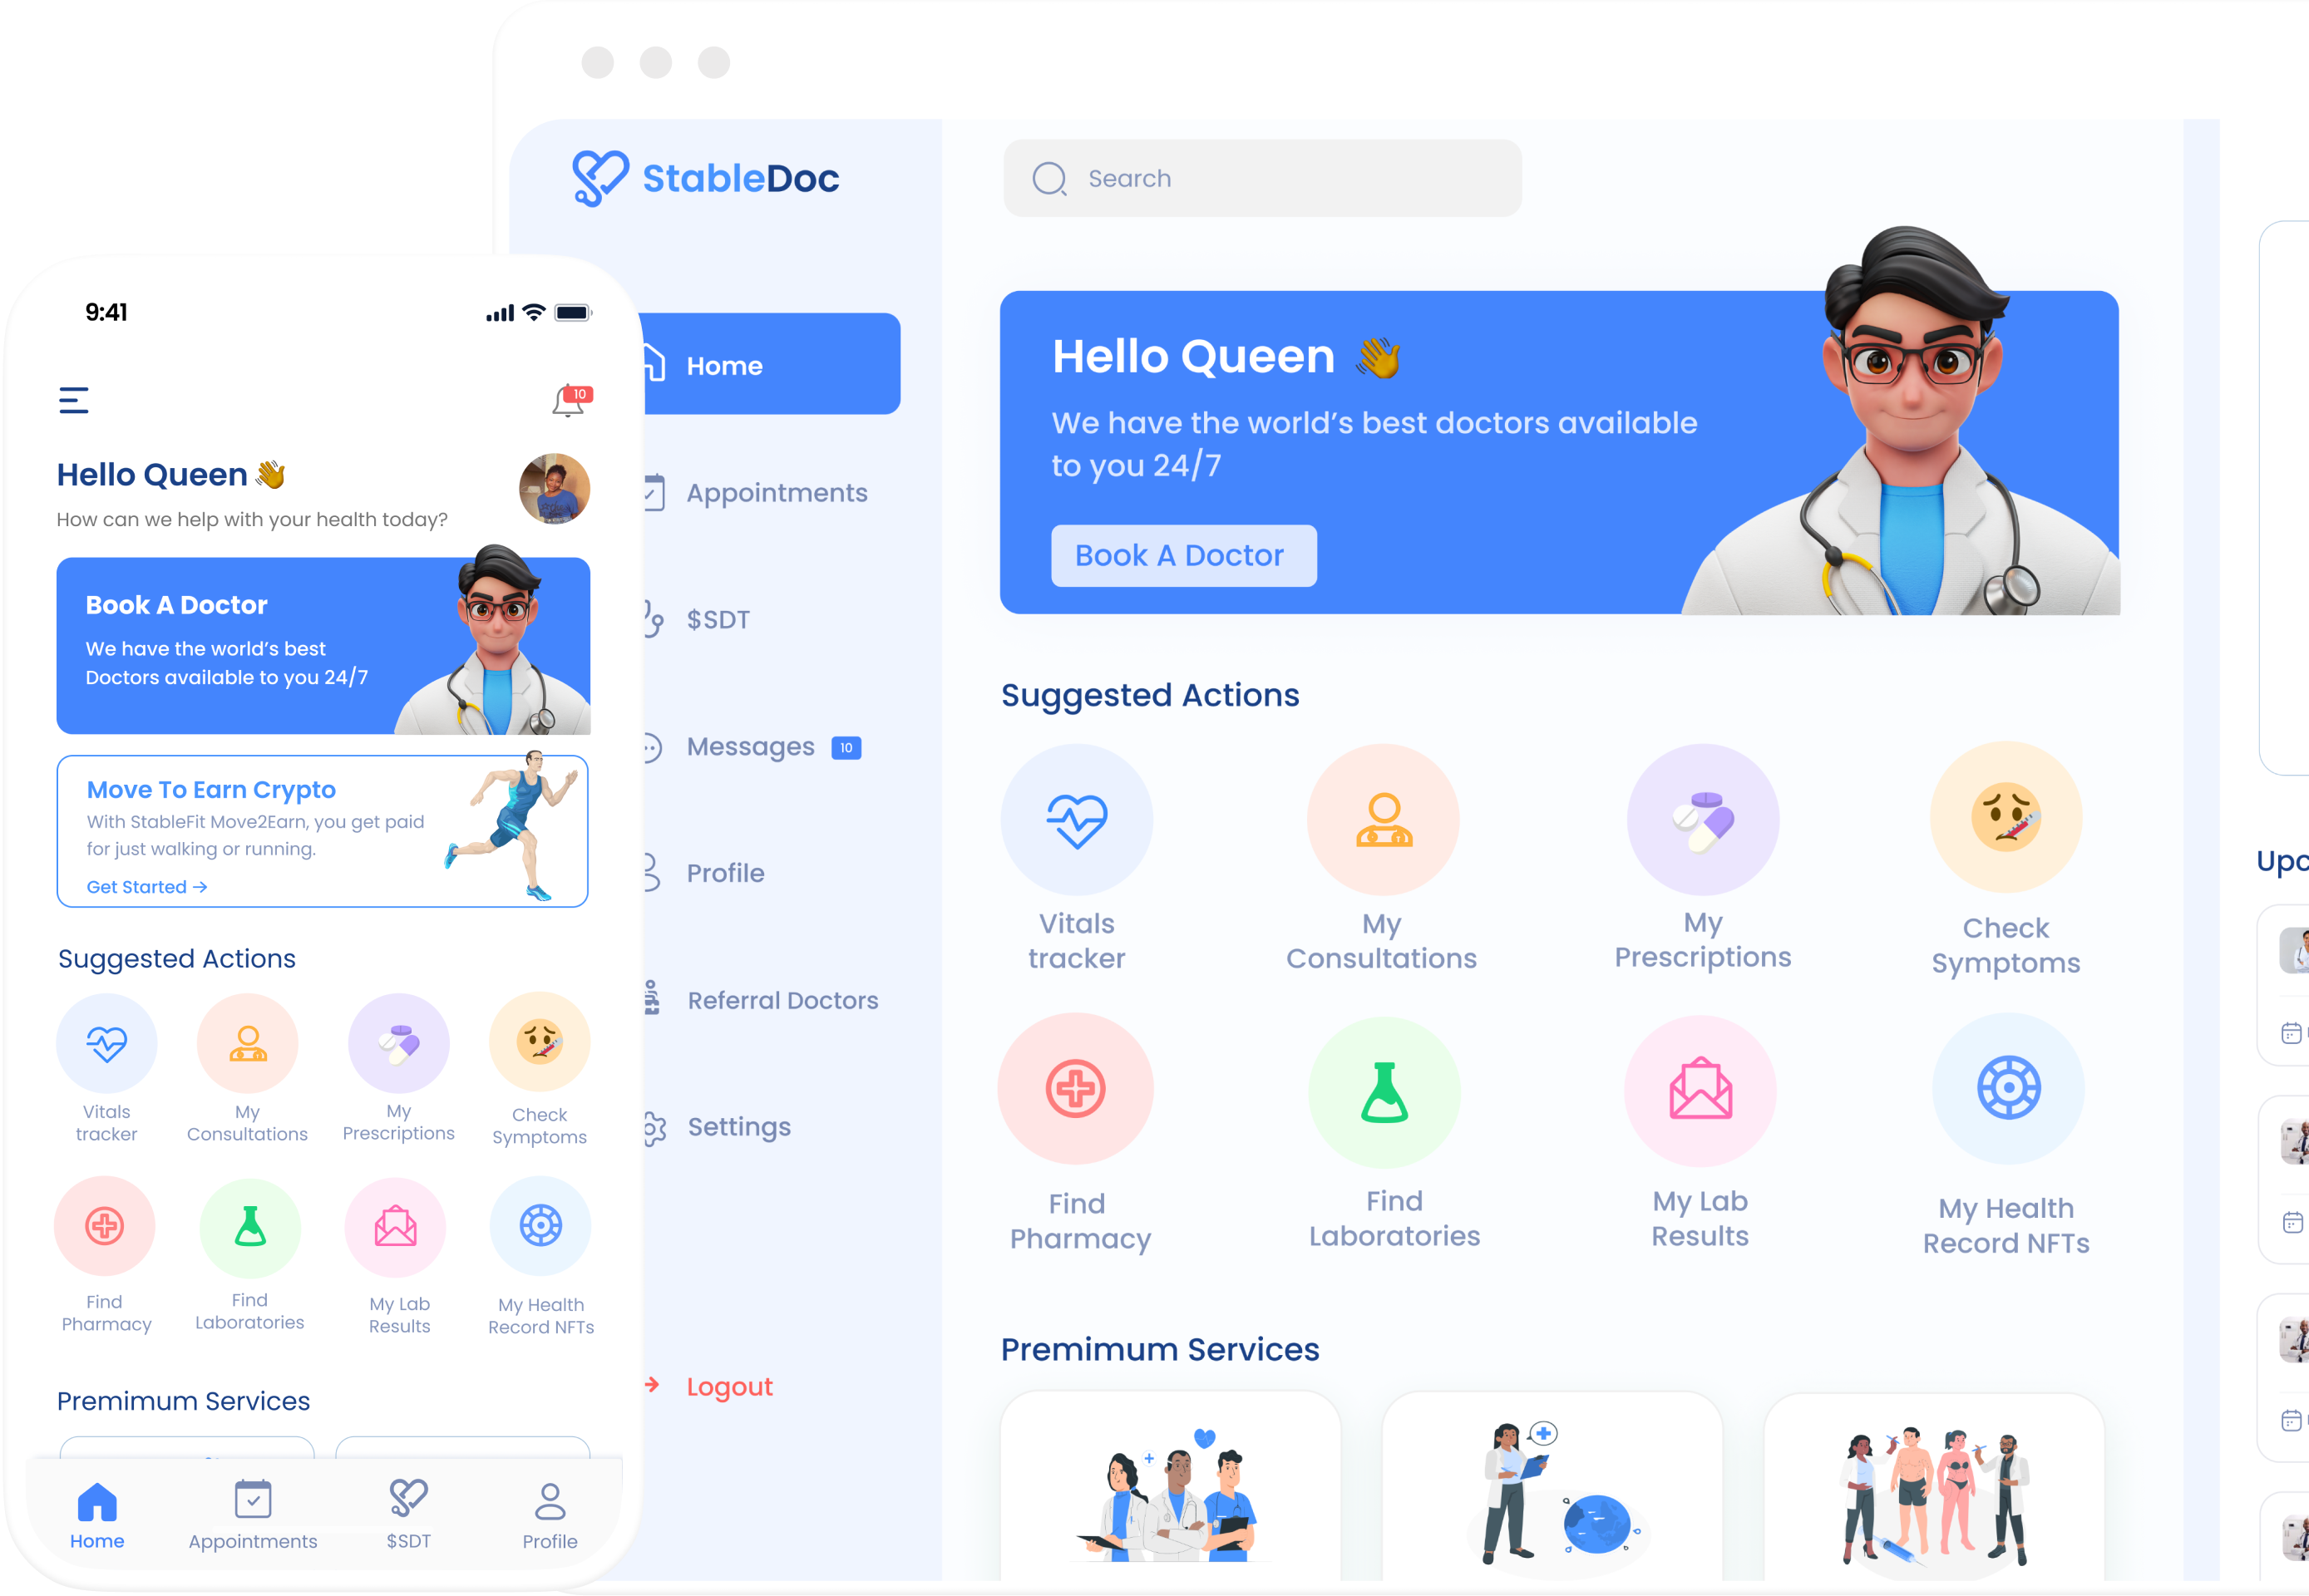 9:41
10
Hello Queen 👋
How can we help with your health today?
Book A Doctor
We have the world’s best
Doctors available to you 24/7
Move To Earn Crypto
With StableFit Move2Earn, you get paid
for just walking or running.
Get Started →
Suggested Actions
Vitals
tracker
My
Consultations
My
Prescriptions
Check
Symptoms
Find
Pharmacy
Find
Laboratories
My Lab
Results
My Health
Record NFTs
Premimum Services
Home
Appointments
$SDT
Profile
StableDoc
Home
Appointments
$SDT
Messages 10
Profile
Referral Doctors
Settings
Logout
Search
Hello Queen 👋
We have the world’s best doctors available
to you 24/7
Book A Doctor
Suggested Actions
Vitals
tracker
My
Consultations
My
Prescriptions
Check
Symptoms
Find
Pharmacy
Find
Laboratories
My Lab
Results
My Health
Record NFTs
Premimum Services